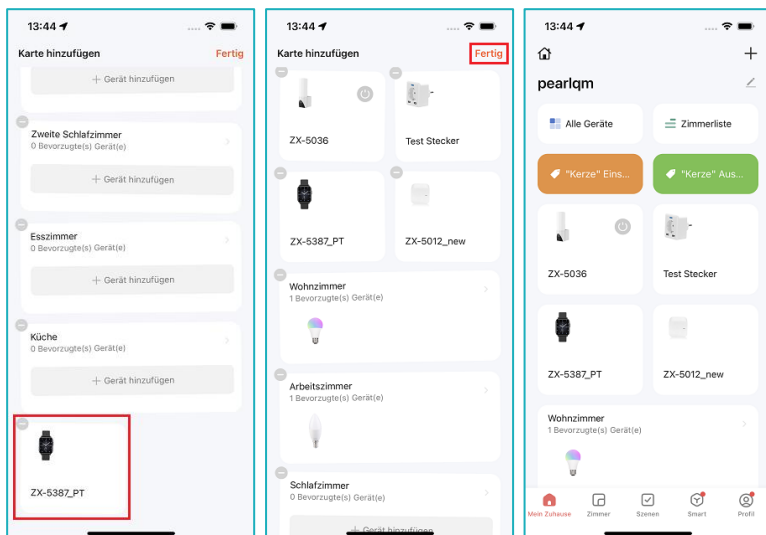 13:44
Karte hinzufügen
Fertig
+ Gerät hinzufügen
Zweite Schlafzimmer
0 Bevorzugte(s) Gerät(e)
+ Gerät hinzufügen
Esszimmer
0 Bevorzugte(s) Gerät(e)
+ Gerät hinzufügen
Küche
0 Bevorzugte(s) Gerät(e)
+ Gerät hinzufügen
ZX-5387_PT
13:44
Karte hinzufügen
Fertig
ZX-5036
Test Stecker
ZX-5387_PT
ZX-5012_new
Wohnzimmer
1 Bevorzugte(s) Gerät(e)
Arbeitszimmer
1 Bevorzugte(s) Gerät(e)
Schlafzimmer
0 Bevorzugte(s) Gerät(e)
+ Gerät hinzufügen
13:44
pearlqm
Alle Geräte
Zimmerliste
"Kerze" Eins...
"Kerze" Aus...
ZX-5036
Test Stecker
ZX-5387_PT
ZX-5012_new
Wohnzimmer
1 Bevorzugte(s) Gerät(e)
Mein Zuhause
Zimmer
Szenen
Smart
Profil